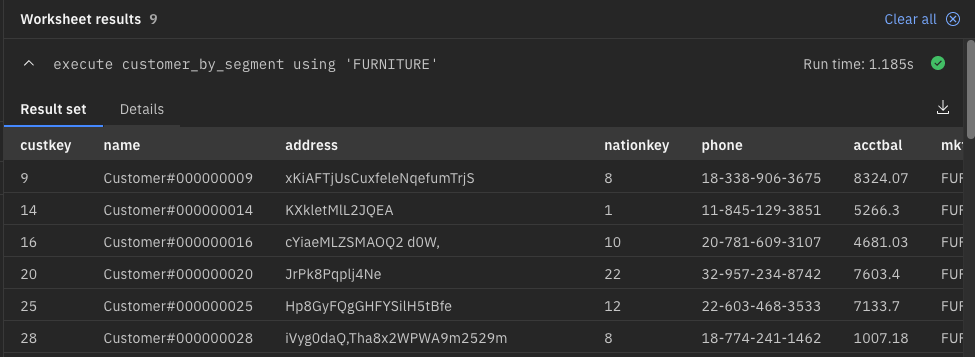 Worksheet results 9 Clear all
execute customer_by_segment using 'FURNITURE' Run time: 1.185s
Result set Details
custkey name address nationkey phone acctbal mkt
9 Customer#000000009 xKiAFTjUsCuxfeleNqefumTrjS 8 18-338-906-3675 8324.07 FUR
14 Customer#000000014 KXkletMlL2JQEA 1 11-845-129-3851 5266.3 FUR
16 Customer#000000016 cYiaeMLZSMAOQ2 d0W, 10 20-781-609-3107 4681.03 FUR
20 Customer#000000020 JrPk8Pqplj4Ne 22 32-957-234-8742 7603.4 FUR
25 Customer#000000025 Hp8GyFQgGHFYSilH5tBfe 12 22-603-468-3533 7133.7 FUR
28 Customer#000000028 iVyg0daQ,Tha8x2WPWA9m2529m 8 18-774-241-1462 1007.18 FUR